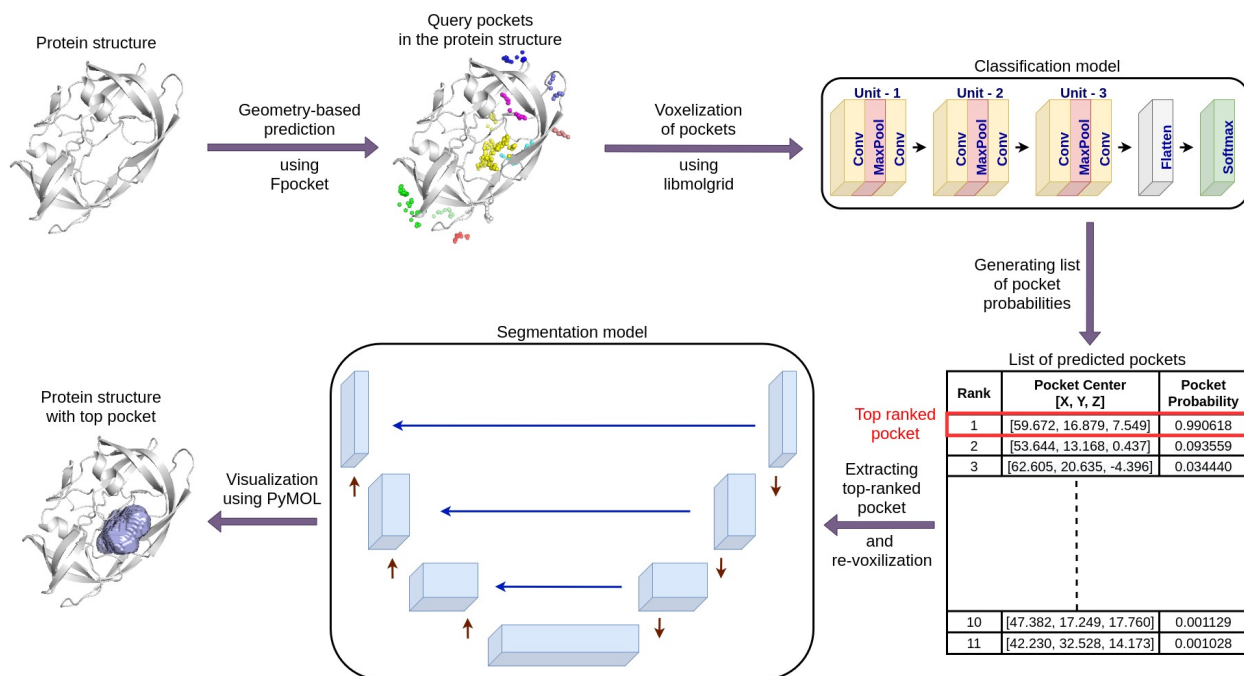 Protein structure
Geometry-based
prediction
using
Fpocket
Query pockets
in the protein structure
Voxelization
of pockets
using
libmolgrid
Classification model
Unit - 1
Unit - 2
Unit - 3
Conv
MaxPool
Conv
Conv
MaxPool
Conv
Conv
MaxPool
Conv
Flatten
Softmax
Generating list
of pocket
probabilities
List of predicted pockets
Rank Pocket Center [X, Y, Z] Pocket Probability
1 [59.672, 16.879, 7.549] 0.990618
2 [53.644, 13.168, 0.437] 0.093559
3 [62.605, 20.635, -4.396] 0.034440
10 [47.382, 17.249, 17.760] 0.001129
11 [42.230, 32.528, 14.173] 0.001028
Top ranked
pocket
Extracting
top-ranked
pocket
and
re-voxilization
Segmentation model
Visualization
using PyMOL
Protein structure
with top pocket